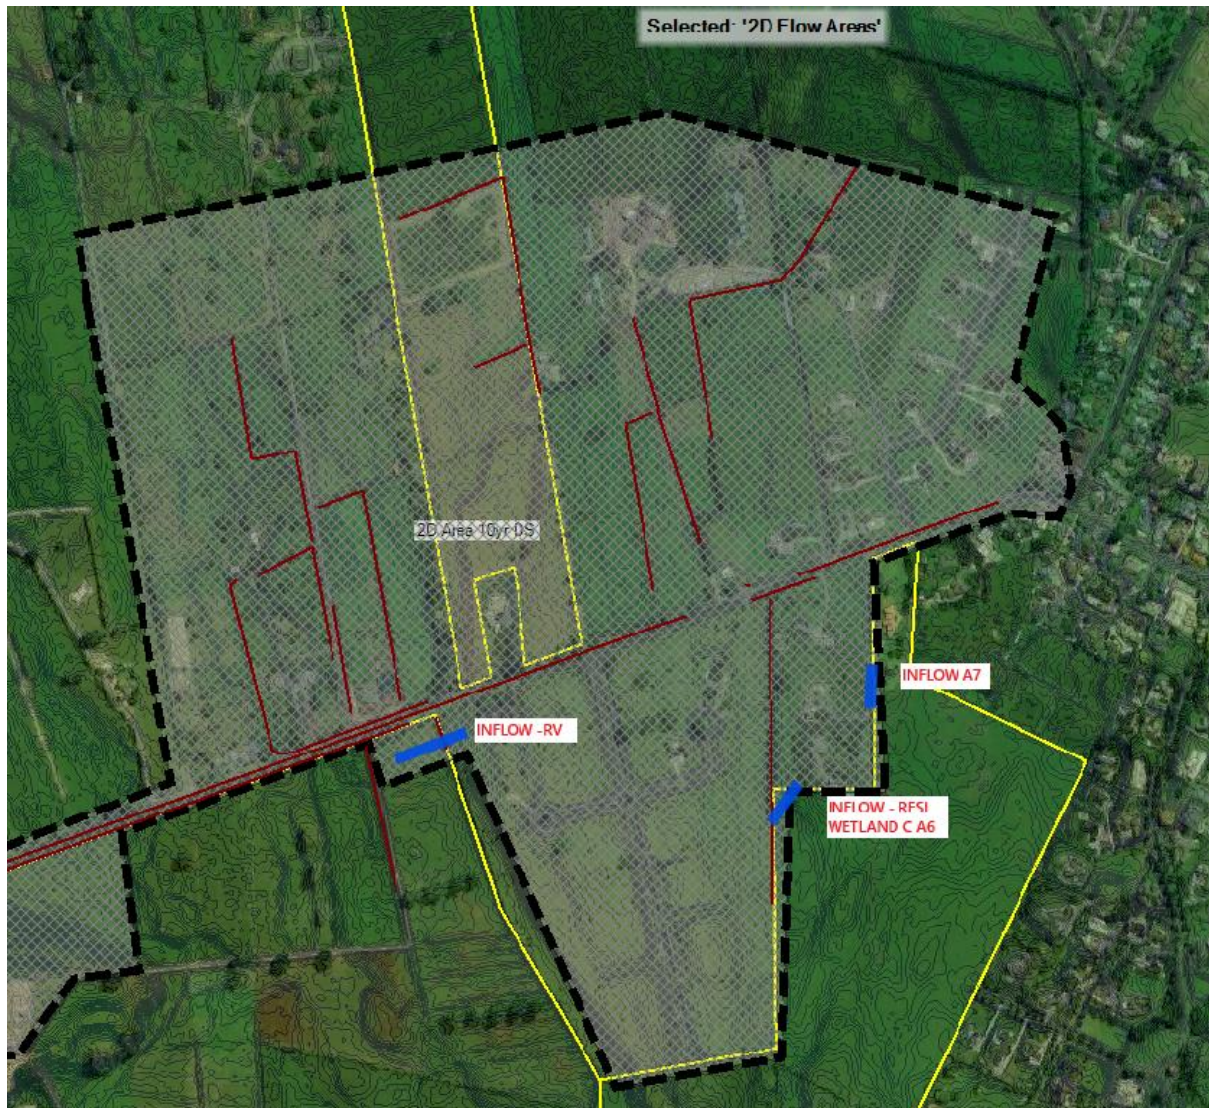 Selected: '2D Flow Areas'
2D Area 10yr DS
INFLOW A7
INFLOW -RV
INFLOW - RESI
WETLAND C A6